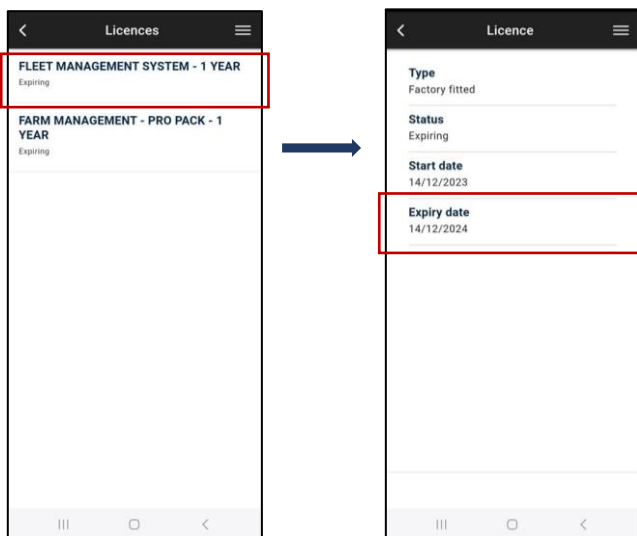 Licences
FLEET MANAGEMENT SYSTEM - 1 YEAR
Expiring
FARM MANAGEMENT - PRO PACK - 1
YEAR
Expiring
Licence
Type
Factory fitted
Status
Expiring
Start date
14/12/2023
Expiry date
14/12/2024